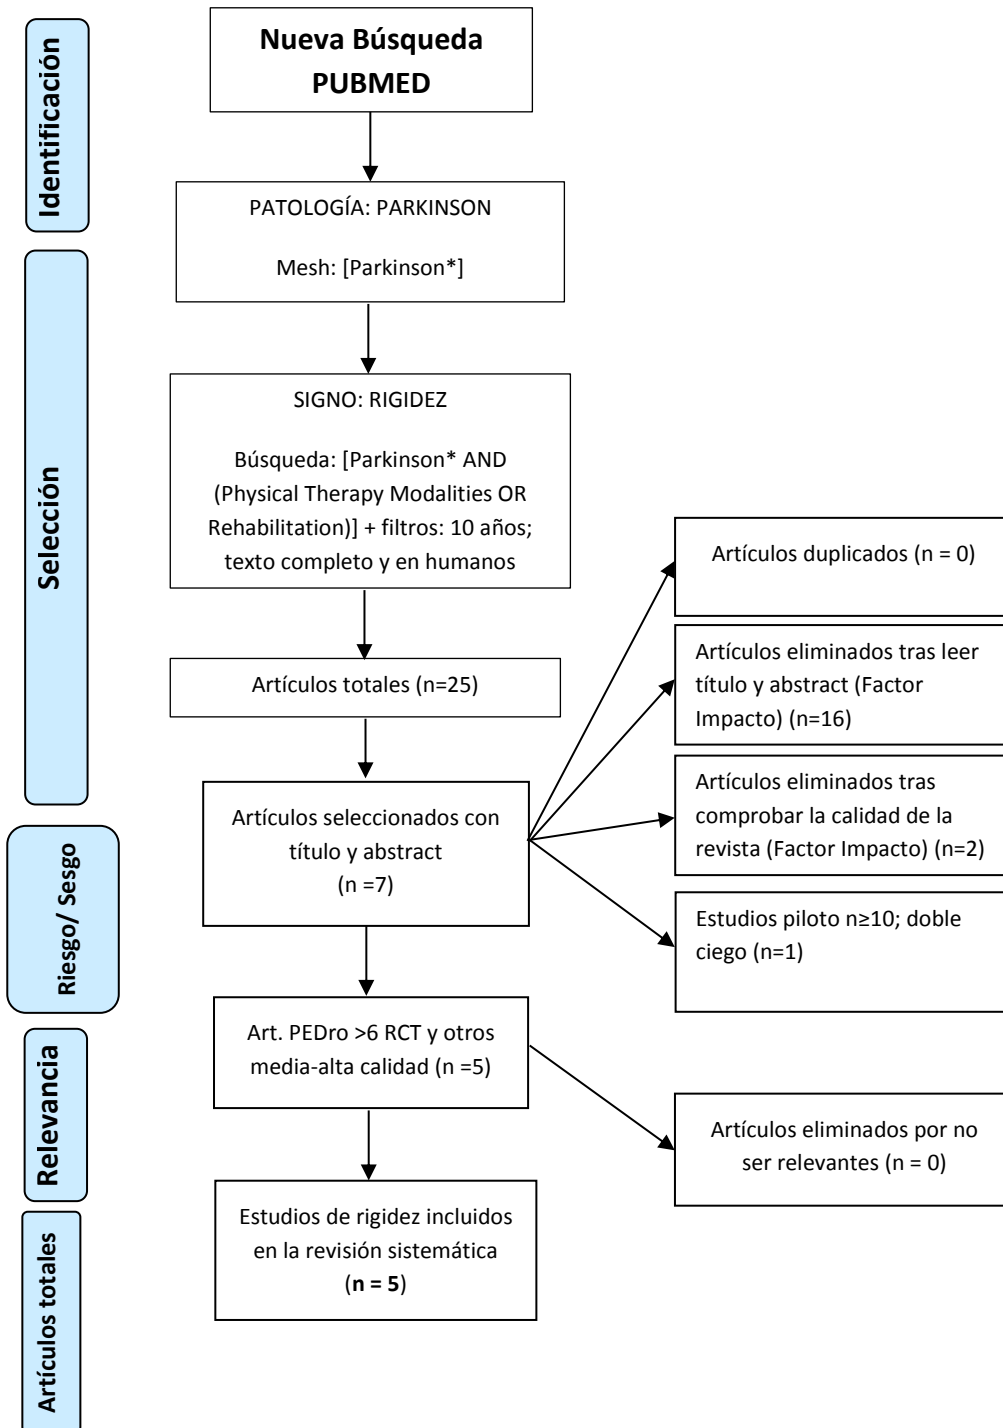 Identificación
Nueva Búsqueda
PUBMED
PATOLOGÍA: PARKINSON
Mesh: [Parkinson*]
Selección
SIGNO: RIGIDEZ
Búsqueda: [Parkinson* AND
(Physical Therapy Modalities OR
Rehabilitation)] + filtros: 10 años;
texto completo y en humanos
Artículos totales (n=25)
Artículos duplicados (n = 0)
Artículos eliminados tras leer
título y abstract (Factor
Impacto) (n=16)
Artículos eliminados tras
comprobar la calidad de la
revista (Factor Impacto) (n=2)
Estudios piloto n≥10; doble
ciego (n=1)
Riesgo/ Sesgo
Artículos seleccionados con
título y abstract
(n =7)
Relevancia
Art. PEDro >6 RCT y otros
media-alta calidad (n =5)
Artículos eliminados por no
ser relevantes (n = 0)
Artículos totales
Estudios de rigidez incluidos
en la revisión sistemática
(n = 5)